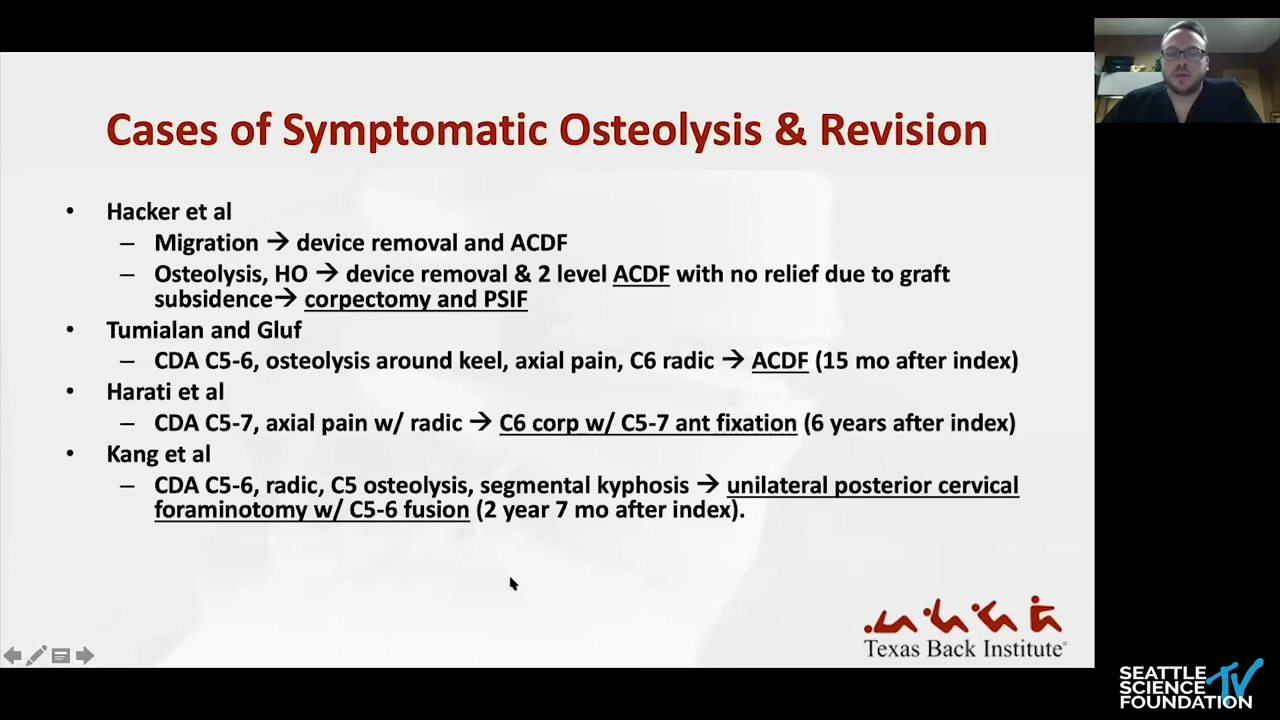 Cases of Symptomatic Osteolysis & Revision
• Hacker et al
– Migration → device removal and ACDF
– Osteolysis, HO → device removal & 2 level ACDF with no relief due to graft
subsidence→ corpectomy and PSIF
• Tumialan and Gluf
– CDA C5-6, osteolysis around keel, axial pain, C6 radic → ACDF (15 mo after index)
• Harati et al
– CDA C5-7, axial pain w/ radic → C6 corp w/ C5-7 ant fixation (6 years after index)
• Kang et al
– CDA C5-6, radic, C5 osteolysis, segmental kyphosis → unilateral posterior cervical
foraminotomy w/ C5-6 fusion (2 year 7 mo after index).
Texas Back Institute®
SEATTLE
SCIENCE
FOUNDATION
TV